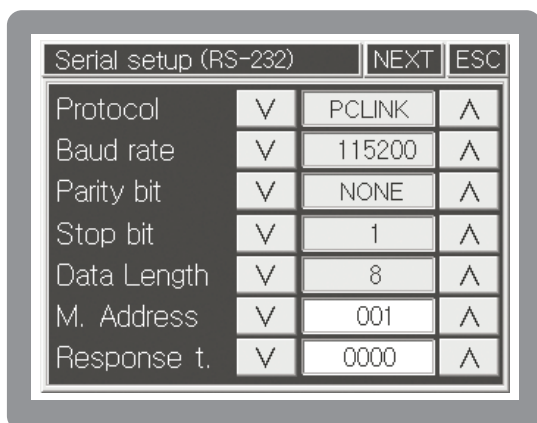 Serial setup (RS-232) NEXT ESC
Protocol V PCLINK Λ
Baud rate V 115200 Λ
Parity bit V NONE Λ
Stop bit V 1 Λ
Data Length V 8 Λ
M. Address V 001 Λ
Response t. V 0000 Λ